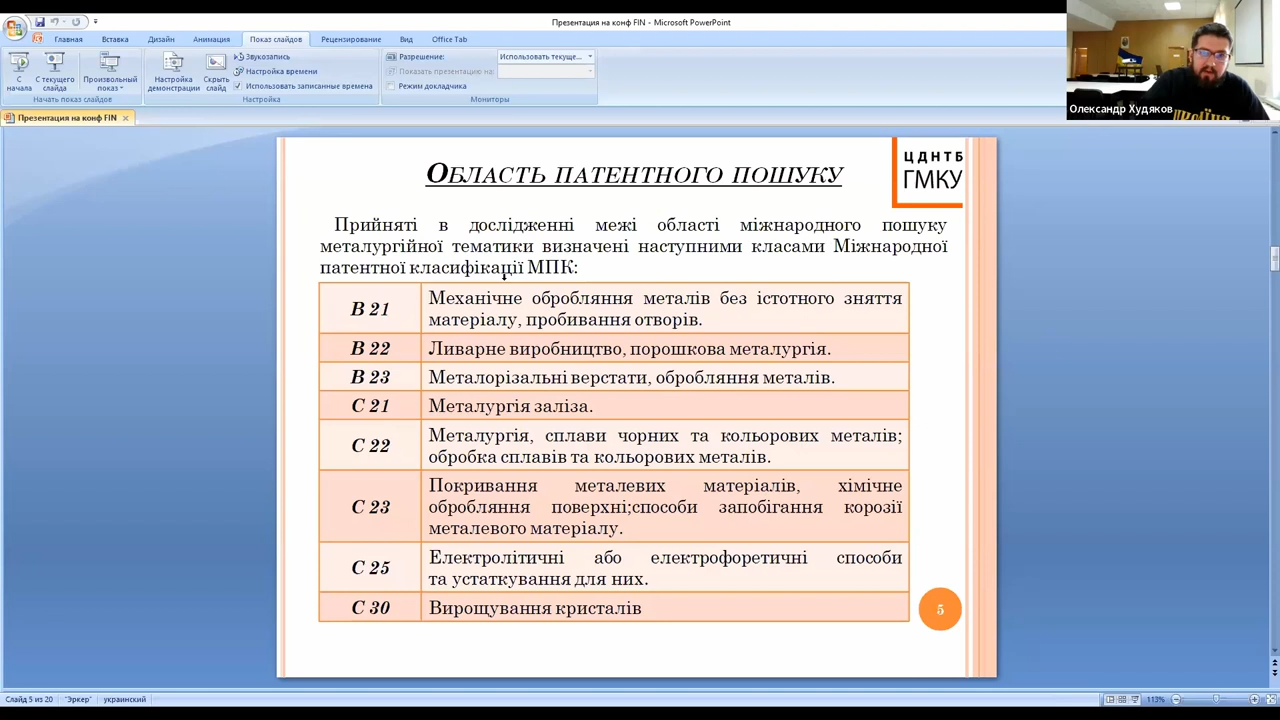 Презентация на конф FIN - Microsoft PowerPoint
Главная Вставка Дизайн Анимация Показ слайдов Рецензирование Вид Office Tab
С начала
С текущего слайда
Произвольный показ
Начать показ слайдов
Настройка демонстрации
Скрыть слайд
Звукозапись
Настройка времени
Использовать записанные времена
Настройка
Разрешение: Использовать текуще...
Показать презентацию на:
Режим докладчика
Мониторы
Презентация на конф FIN
Олександр Худяков
ОБЛАСТЬ ПАТЕНТНОГО ПОШУКУ
ЦДНТБ
ГМКУ
Прийняті в дослідженні межі області міжнародного пошуку
металургійної тематики визначені наступними класами Міжнародної
патентної класифікації МПК:
В 21 Механічне обробляння металів без істотного зняття
матеріалу, пробивання отворів.
В 22 Ливарне виробництво, порошкова металургія.
В 23 Металорізальні верстати, обробляння металів.
С 21 Металургія заліза.
С 22 Металургія, сплави чорних та кольорових металів;
обробка сплавів та кольорових металів.
С 23 Покривання металевих матеріалів, хімічне
обробляння поверхні;способи запобігання корозії
металевого матеріалу.
С 25 Електролітичні або електрофоретичні способи
та устаткування для них.
С 30 Вирощування кристалів
5
Слайд 5 из 20 "Эркер" украинский 113%